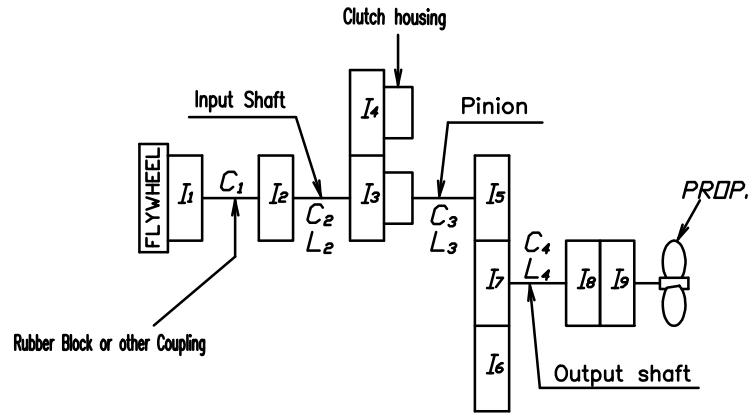 Clutch housing
Input Shaft
I4
Pinion
FLYWHEEL
I1
C1
I2
C2
L2
I3
C3
L3
I5
PROP.
I7
C4
L4
I8
I9
Rubber Block or other Coupling
I6
Output shaft